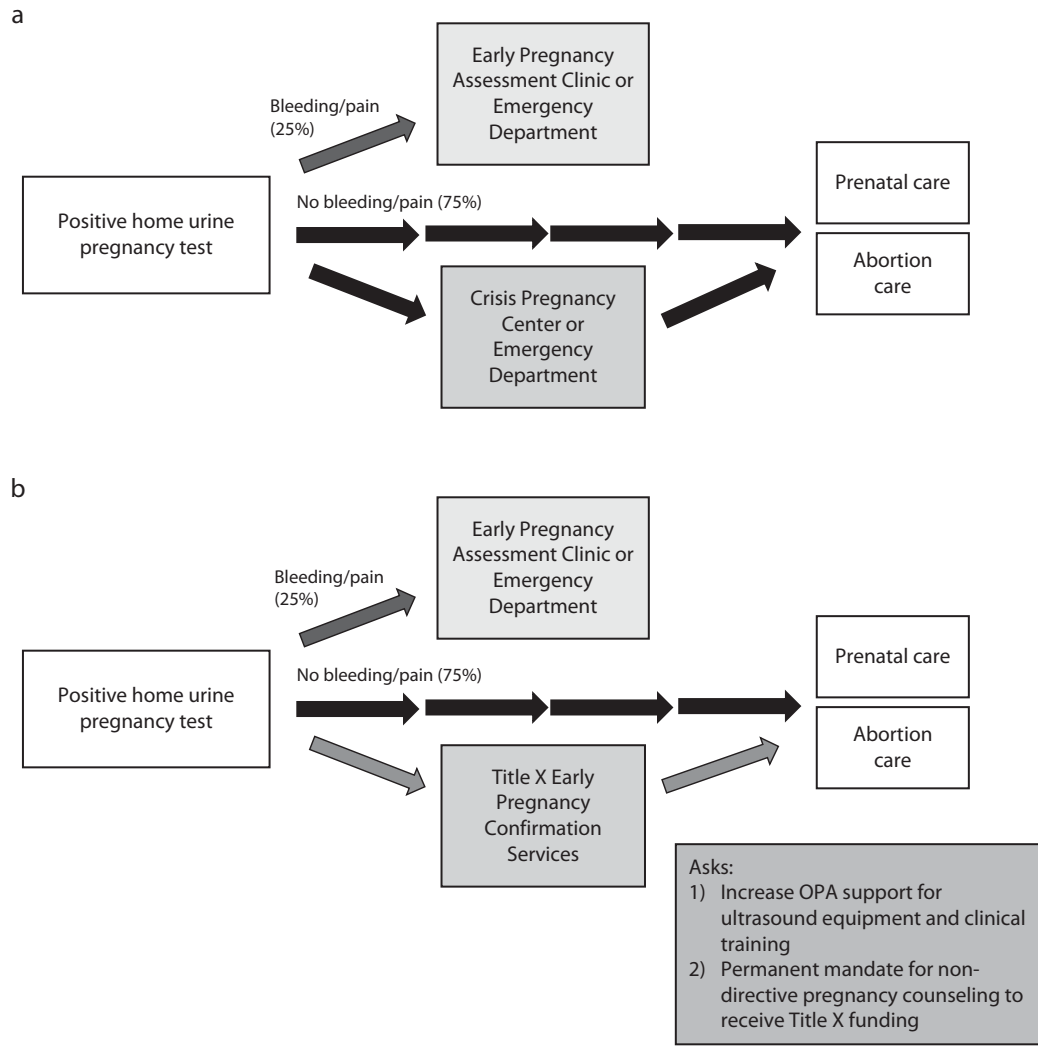 a
Early Pregnancy
Assessment Clinic or
Emergency
Department
Bleeding/pain
(25%)
Positive home urine
pregnancy test
No bleeding/pain (75%)
Crisis Pregnancy
Center or
Emergency
Department
Prenatal care
Abortion
care
b
Early Pregnancy
Assessment Clinic or
Emergency
Department
Bleeding/pain
(25%)
Positive home urine
pregnancy test
No bleeding/pain (75%)
Title X Early
Pregnancy
Confirmation
Services
Prenatal care
Abortion
care
Asks:
1) Increase OPA support for
ultrasound equipment and clinical
training
2) Permanent mandate for non-
directive pregnancy counseling to
receive Title X funding